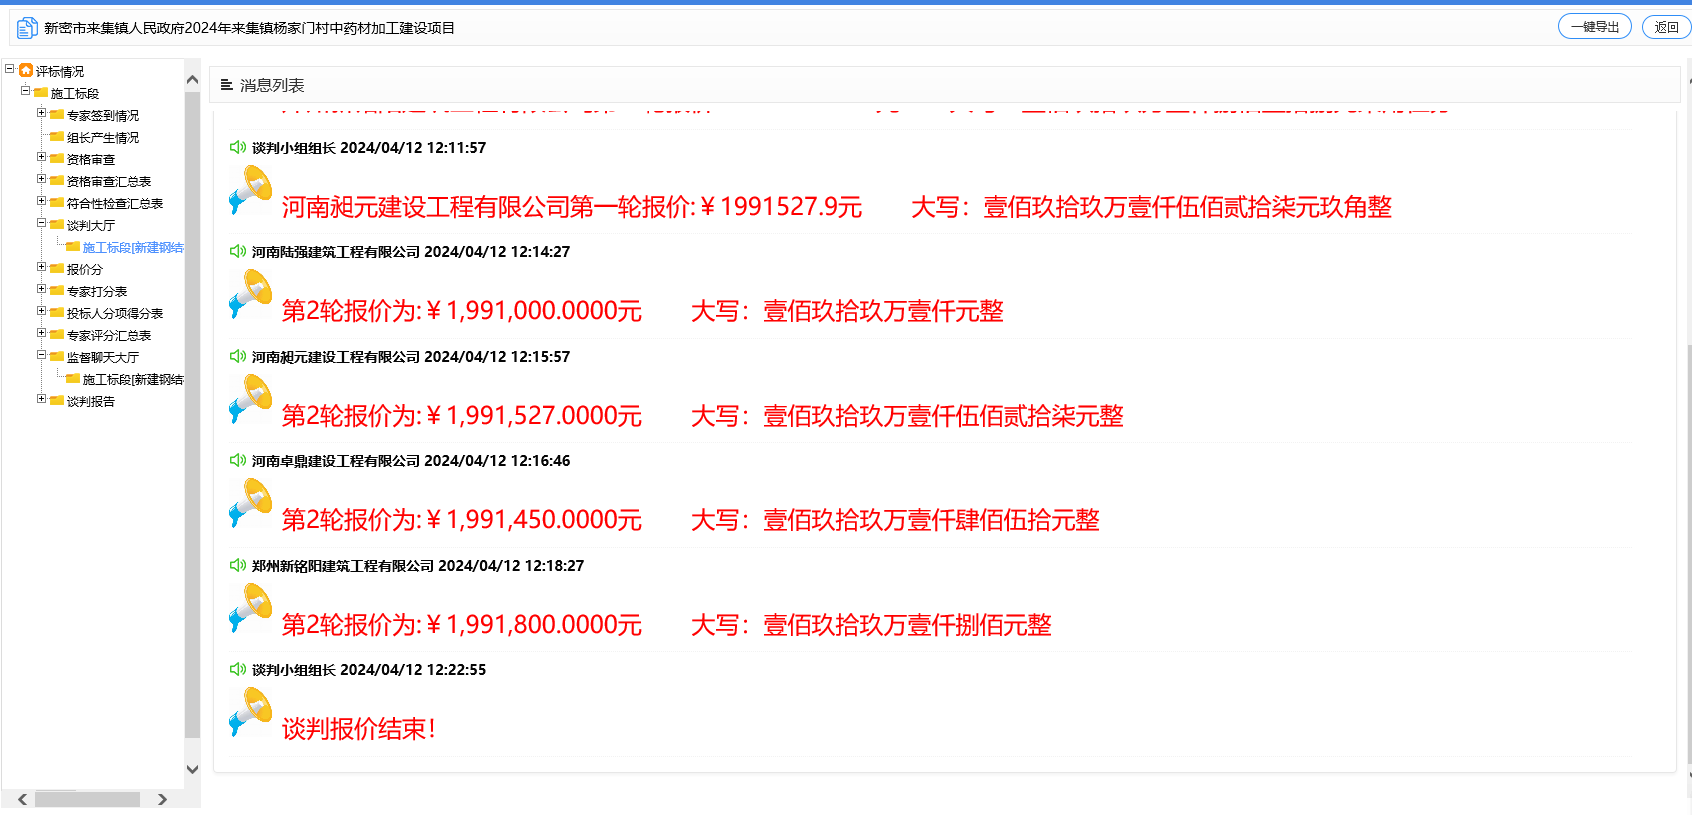 新密市来集镇人民政府2024年来集镇杨家门村中药材加工建设项目
一键导出
返回
评标情况
施工标段
专家签到情况
组长产生情况
资格审查
资格审查汇总表
符合性检查汇总表
谈判大厅
施工标段[新建钢结
报价分
专家打分表
投标人分项得分表
专家评分汇总表
监督聊天大厅
施工标段[新建钢结
谈判报告
消息列表
谈判小组组长 2024/04/12 12:11:57
河南昶元建设工程有限公司第一轮报价:￥1991527.9元 大写：壹佰玖拾玖万壹仟伍佰贰拾柒元玖角整
河南陆强建筑工程有限公司 2024/04/12 12:14:27
第2轮报价为:￥1,991,000.0000元 大写：壹佰玖拾玖万壹仟元整
河南昶元建设工程有限公司 2024/04/12 12:15:57
第2轮报价为:￥1,991,527.0000元 大写：壹佰玖拾玖万壹仟伍佰贰拾柒元整
河南卓鼎建设工程有限公司 2024/04/12 12:16:46
第2轮报价为:￥1,991,450.0000元 大写：壹佰玖拾玖万壹仟肆佰伍拾元整
郑州新铭阳建筑工程有限公司 2024/04/12 12:18:27
第2轮报价为:￥1,991,800.0000元 大写：壹佰玖拾玖万壹仟捌佰元整
谈判小组组长 2024/04/12 12:22:55
谈判报价结束！